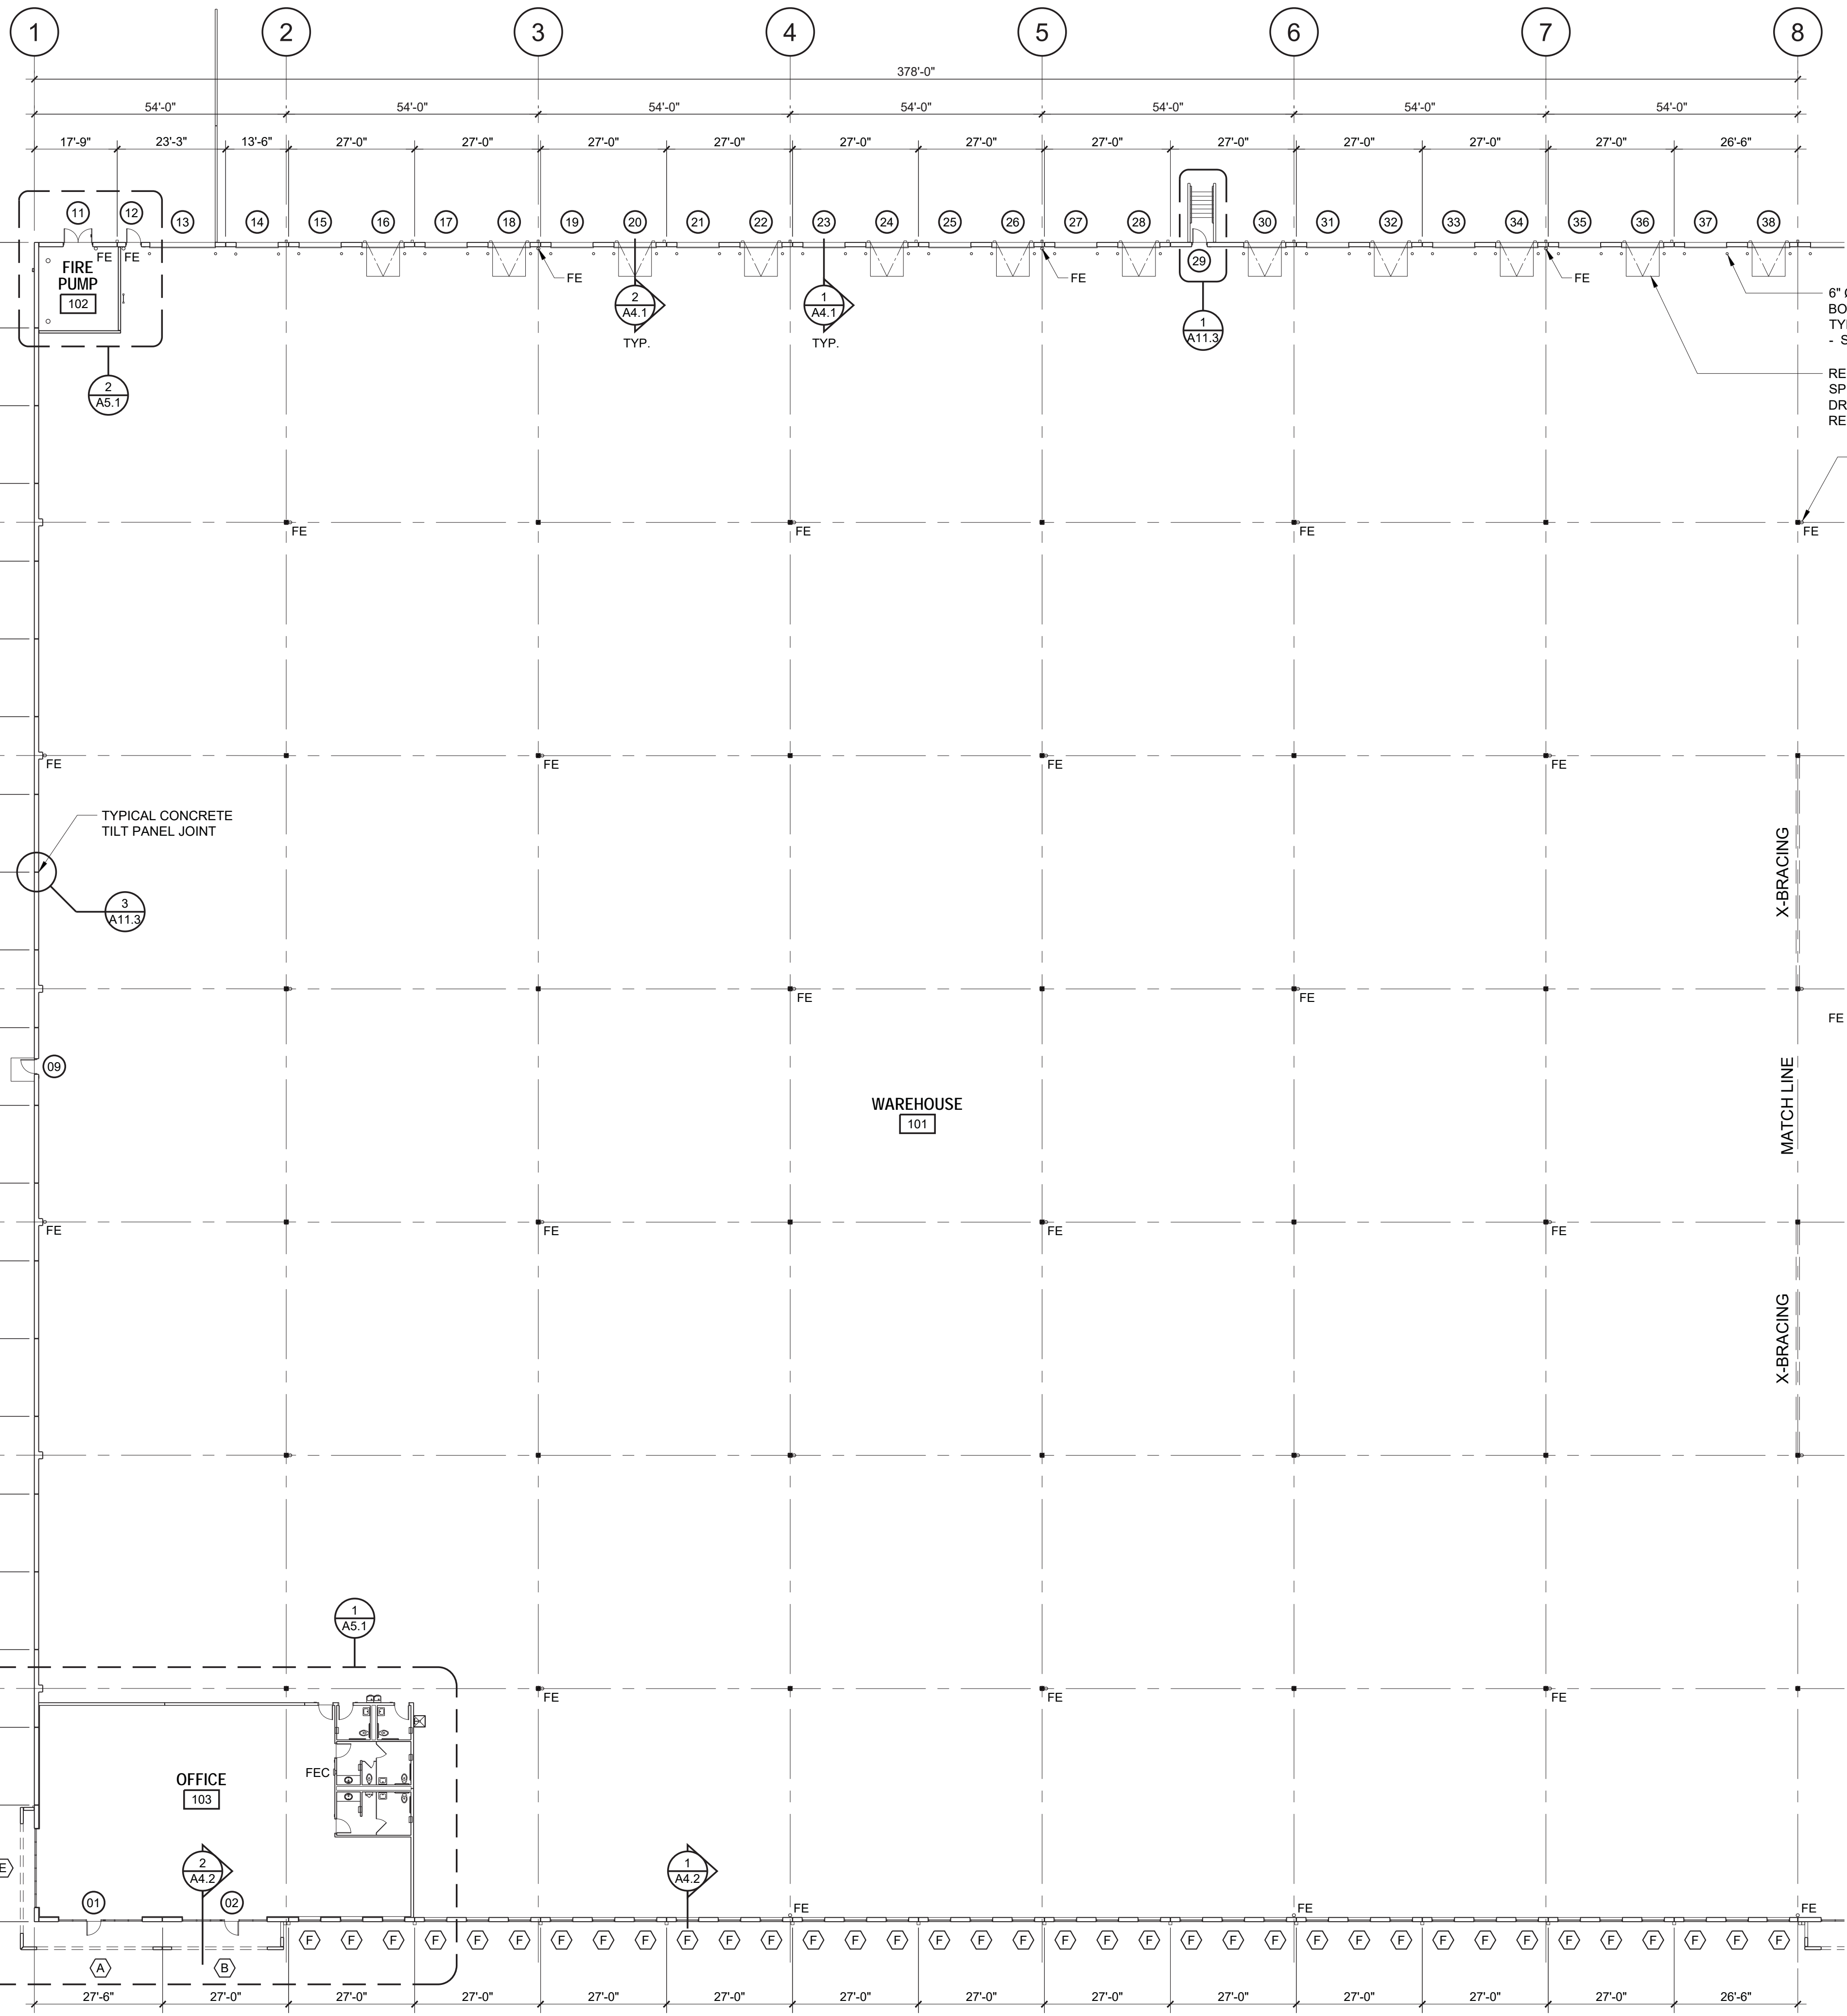 1 2 3 4 5 6 7 8
378'-0"
54'-0" 54'-0" 54'-0" 54'-0" 54'-0" 54'-0" 54'-0"
17'-9" 23'-3" 13'-6" 27'-0" 27'-0" 27'-0" 27'-0" 27'-0" 27'-0" 27'-0" 27'-0" 27'-0" 27'-0" 27'-0" 26'-6"
11 12 13 14 15 16 17 18 19 20 21 22 23 24 25 26 27 28 30 31 32 33 34 35 36 37 38
FE FE
29
FIRE
PUMP
102
FE FE FE
2
A4.1
TYP.
1
A4.1
TYP.
1
A11.3
6" Ø
BO
TY
- S
RE
SP
DR
RE
2
A5.1
FE FE FE FE
FE FE FE FE
TYPICAL CONCRETE
TILT PANEL JOINT
X-BRACING
3
A11.3
FE FE
FE
09
MATCH LINE
WAREHOUSE
101
FE FE FE FE
X-BRACING
1
A5.1
FE FE FE
FEC
OFFICE
103
E
2
A4.2
1
A4.2
01 02
FE FE FE
F F F F F F F F F F F F F F F F F F F F F F F F F F F F F F F F F F F F
A B
27'-6" 27'-0" 27'-0" 27'-0" 27'-0" 27'-0" 27'-0" 27'-0" 27'-0" 27'-0" 27'-0" 27'-0" 27'-0" 26'-6"